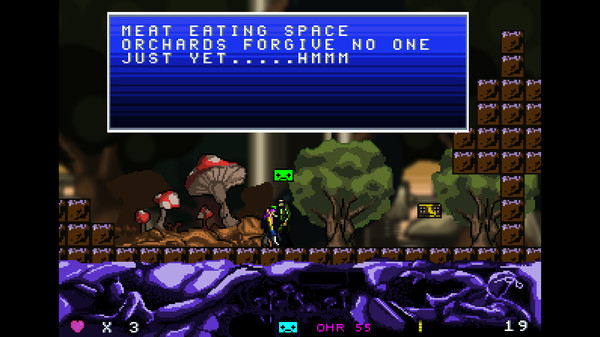 MEAT EATING SPACE
ORCHARDS FORGIVE NO ONE
JUST YET.....HMMM
X 3
OHR 55
19